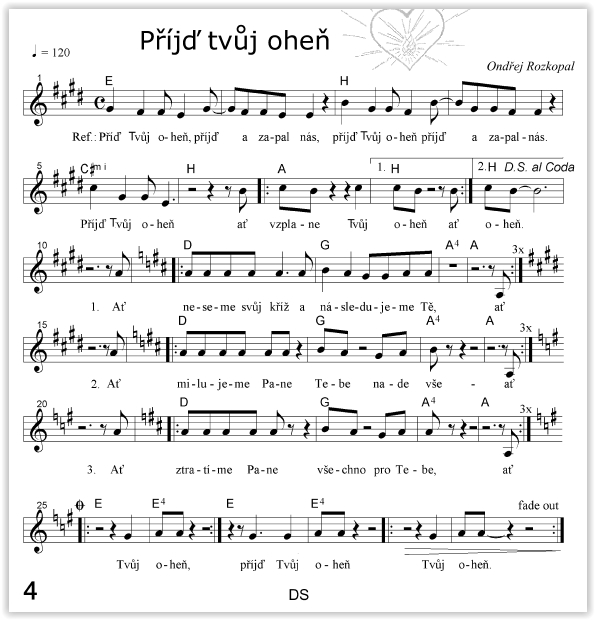 Příjď tvůj oheň
♩ = 120
Ondřej Rozkopal
1 E H
Ref.: Přiď Tvůj o-heň, přijď a za-pal nás, přijď Tvůj o-heň příjď a za-pal-nás.
5 C#m i H A 1. H 2. H D.S. al Coda
Přijď Tvůj o-heň ať vzpla-ne Tvůj o-heň ať o-heň.
10 D G A4 A 3x
1. Ať ne-se-me svůj kříž a ná-sle-du-je-me Tě, ať
15 D G A4 A 3x
2. Ať mi-lu-je-me Pa-ne Te-be na-de vše- ať
20 D G A4 A 3x
3. Ať ztra-ti-me Pa-ne vše-chno pro Te-be, ať
25 E E4 E E4 fade out
Tvůj o-heň, přijď Tvůj o-heň Tvůj o-heň.
4
DS